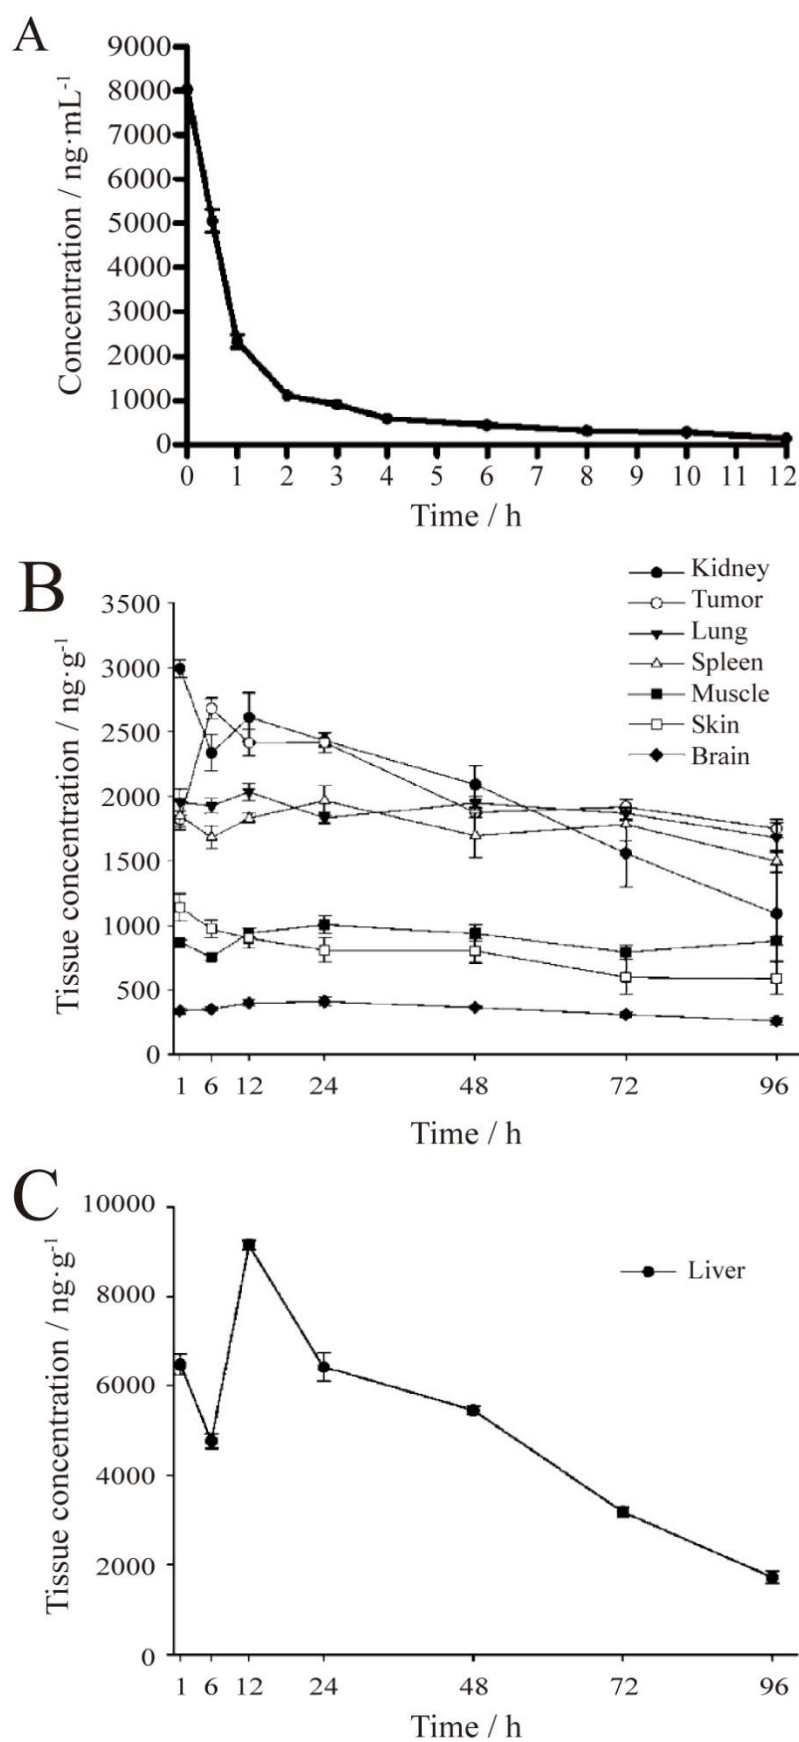 A
Concentration / ng·mL⁻¹
9000
8000
7000
6000
5000
4000
3000
2000
1000
0
0 1 2 3 4 5 6 7 8 9 10 11 12
Time / h
B
Tissue concentration / ng·g⁻¹
Kidney
Tumor
Lung
Spleen
Muscle
Skin
Brain
3500
3000
2500
2000
1500
1000
500
0
1 6 12 24 48 72 96
Time / h
C
Tissue concentration / ng·g⁻¹
Liver
10000
8000
6000
4000
2000
0
1 6 12 24 48 72 96
Time / h